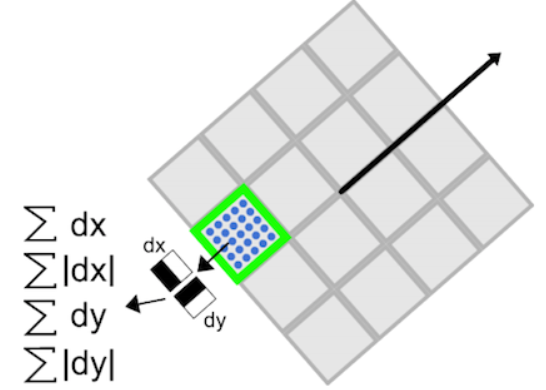 ∑ dx
∑|dx|
∑ dy
∑|dy|
dx
dy